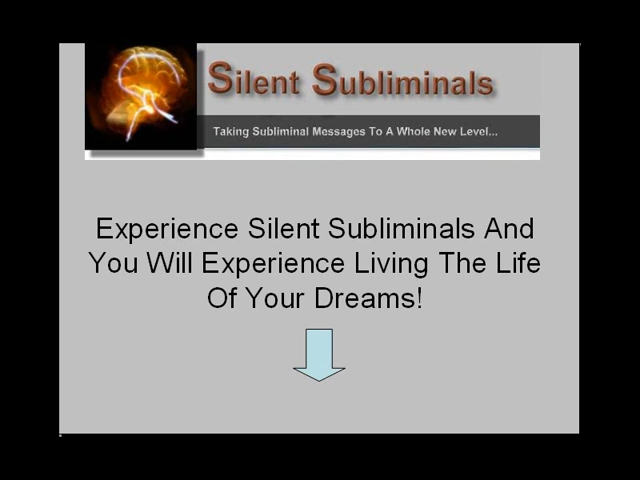 Silent Subliminals
Taking Subliminal Messages To A Whole New Level...
Experience Silent Subliminals And
You Will Experience Living The Life
Of Your Dreams!